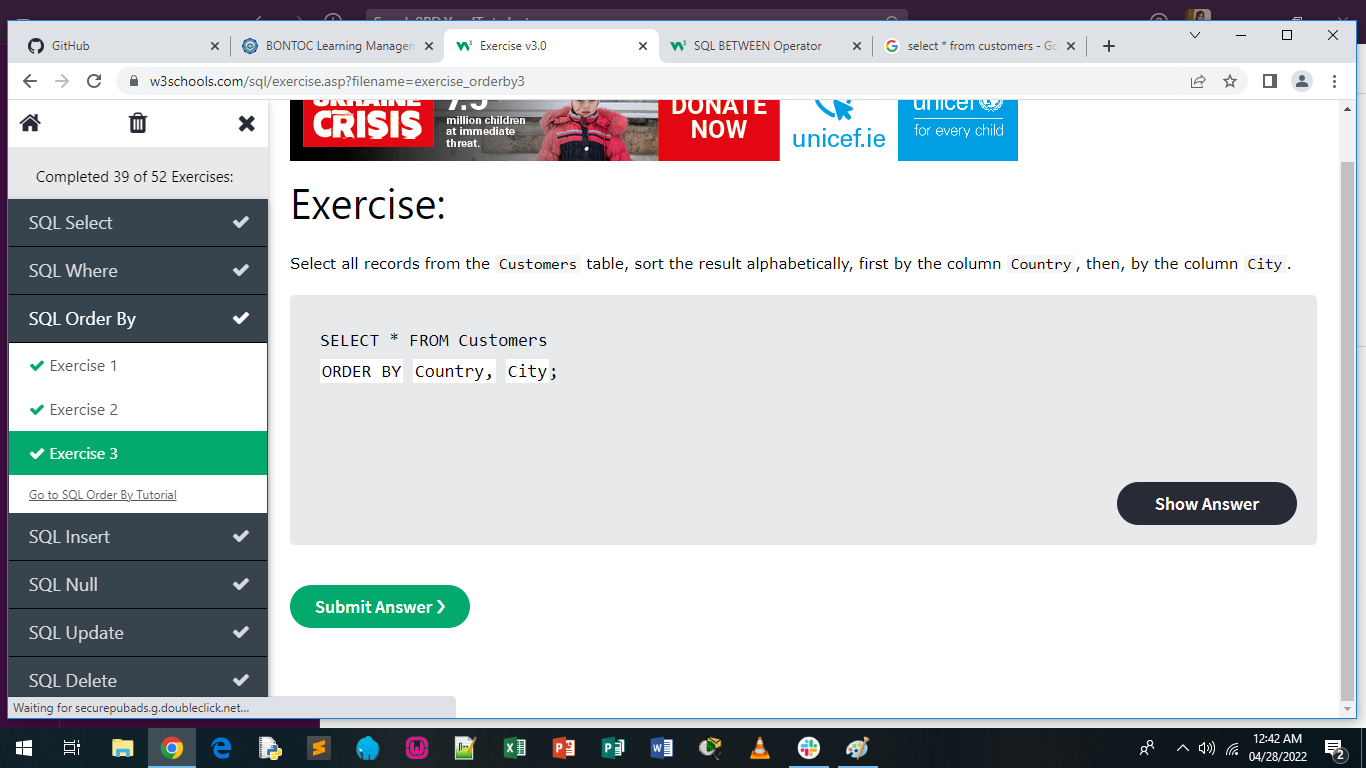 GitHub
BONTOC Learning Managem
Exercise v3.0
SQL BETWEEN Operator
select * from customers - Go
w3schools.com/sql/exercise.asp?filename=exercise_orderby3
CRISIS
million children
at immediate
threat.
DONATE
NOW
unicef.ie
unicef
for every child
Completed 39 of 52 Exercises:
SQL Select
SQL Where
SQL Order By
Exercise 1
Exercise 2
Exercise 3
Go to SQL Order By Tutorial
SQL Insert
SQL Null
SQL Update
SQL Delete
Waiting for securepubads.g.doubleclick.net...
Exercise:
Select all records from the Customers table, sort the result alphabetically, first by the column Country, then, by the column City.
SELECT * FROM Customers
ORDER BY Country, City;
Show Answer
Submit Answer ❯
12:42 AM
04/28/2022
2